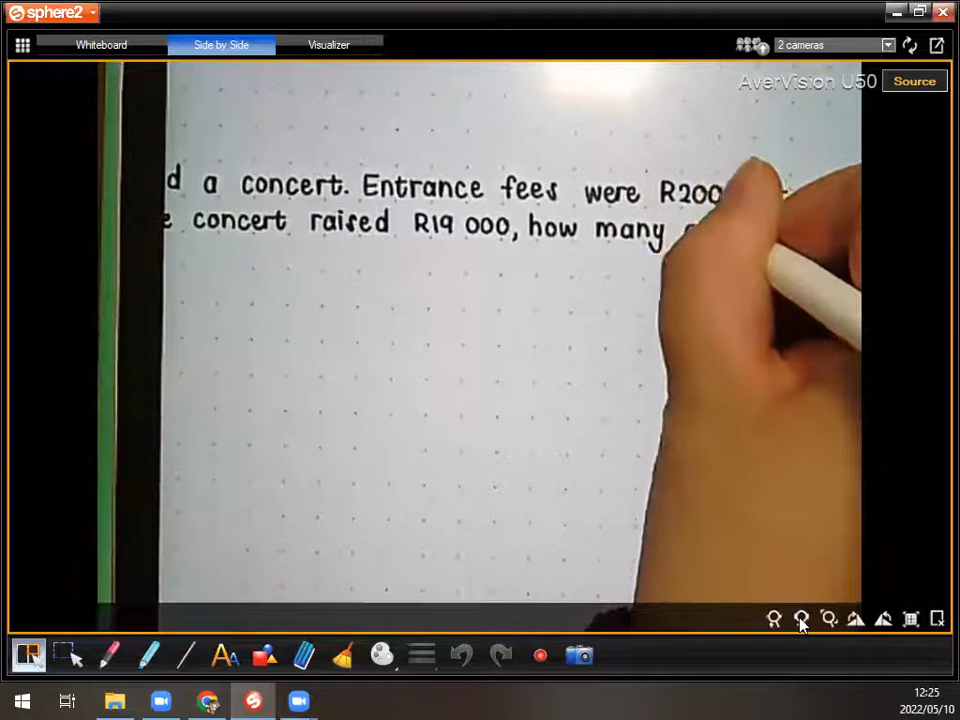 sphere2
Whiteboard
Side by Side
Visualizer
2 cameras
AverVision U50
Source
d a concert. Entrance fees were R200
concert raised R19 000, how many
12:25
2022/05/10